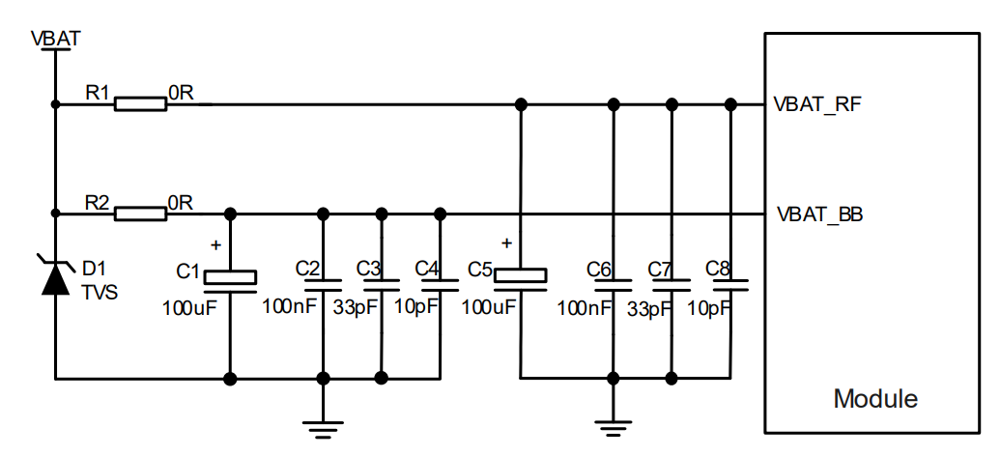 VBAT
R1 0R
VBAT_RF
R2 0R
VBAT_BB
+ +
D1 C1 C2 C3 C4 C5 C6 C7 C8
TVS 100uF 100nF 33pF 10pF 100uF 100nF 33pF 10pF
Module